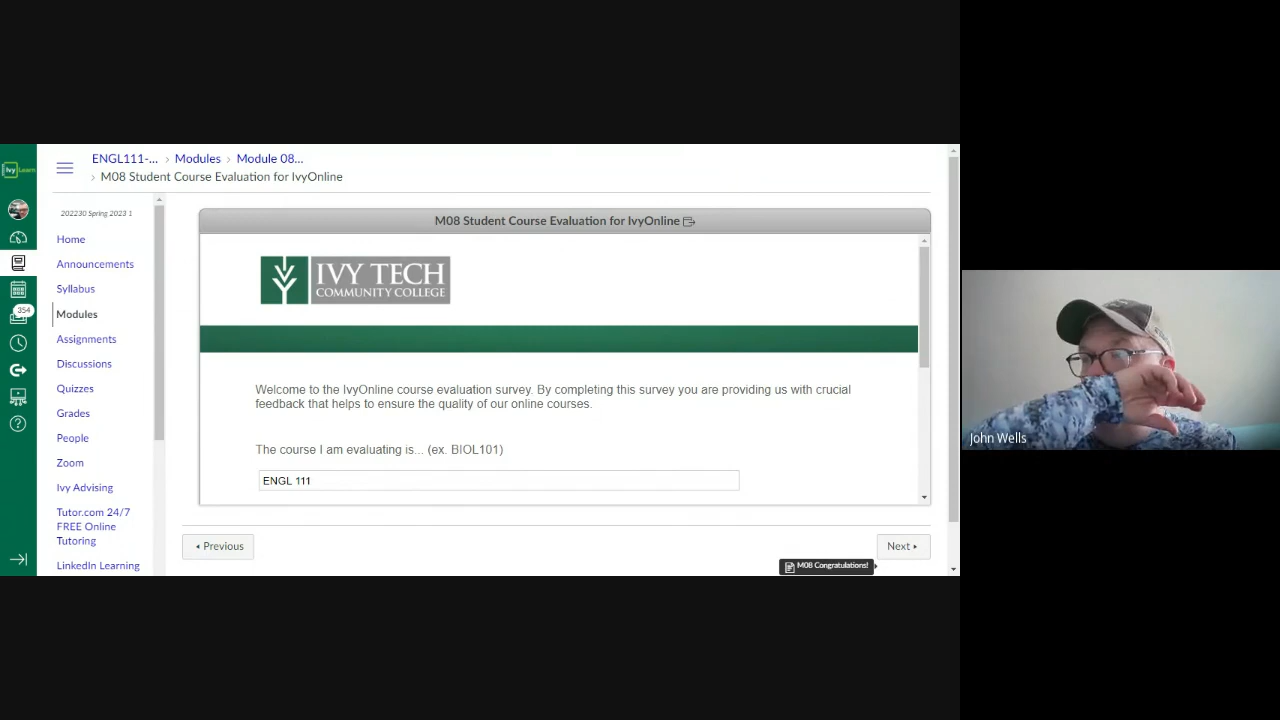 IvyLearn
354
ENGL111-... › Modules › Module 08...
› M08 Student Course Evaluation for IvyOnline
202230 Spring 2023 1
Home
Announcements
Syllabus
Modules
Assignments
Discussions
Quizzes
Grades
People
Zoom
Ivy Advising
Tutor.com 24/7
FREE Online
Tutoring
LinkedIn Learning
M08 Student Course Evaluation for IvyOnline
IVY TECH
COMMUNITY COLLEGE
Welcome to the IvyOnline course evaluation survey. By completing this survey you are providing us with crucial
feedback that helps to ensure the quality of our online courses.
The course I am evaluating is... (ex. BIOL101)
ENGL 111
Previous
Next
M08 Congratulations!
John Wells